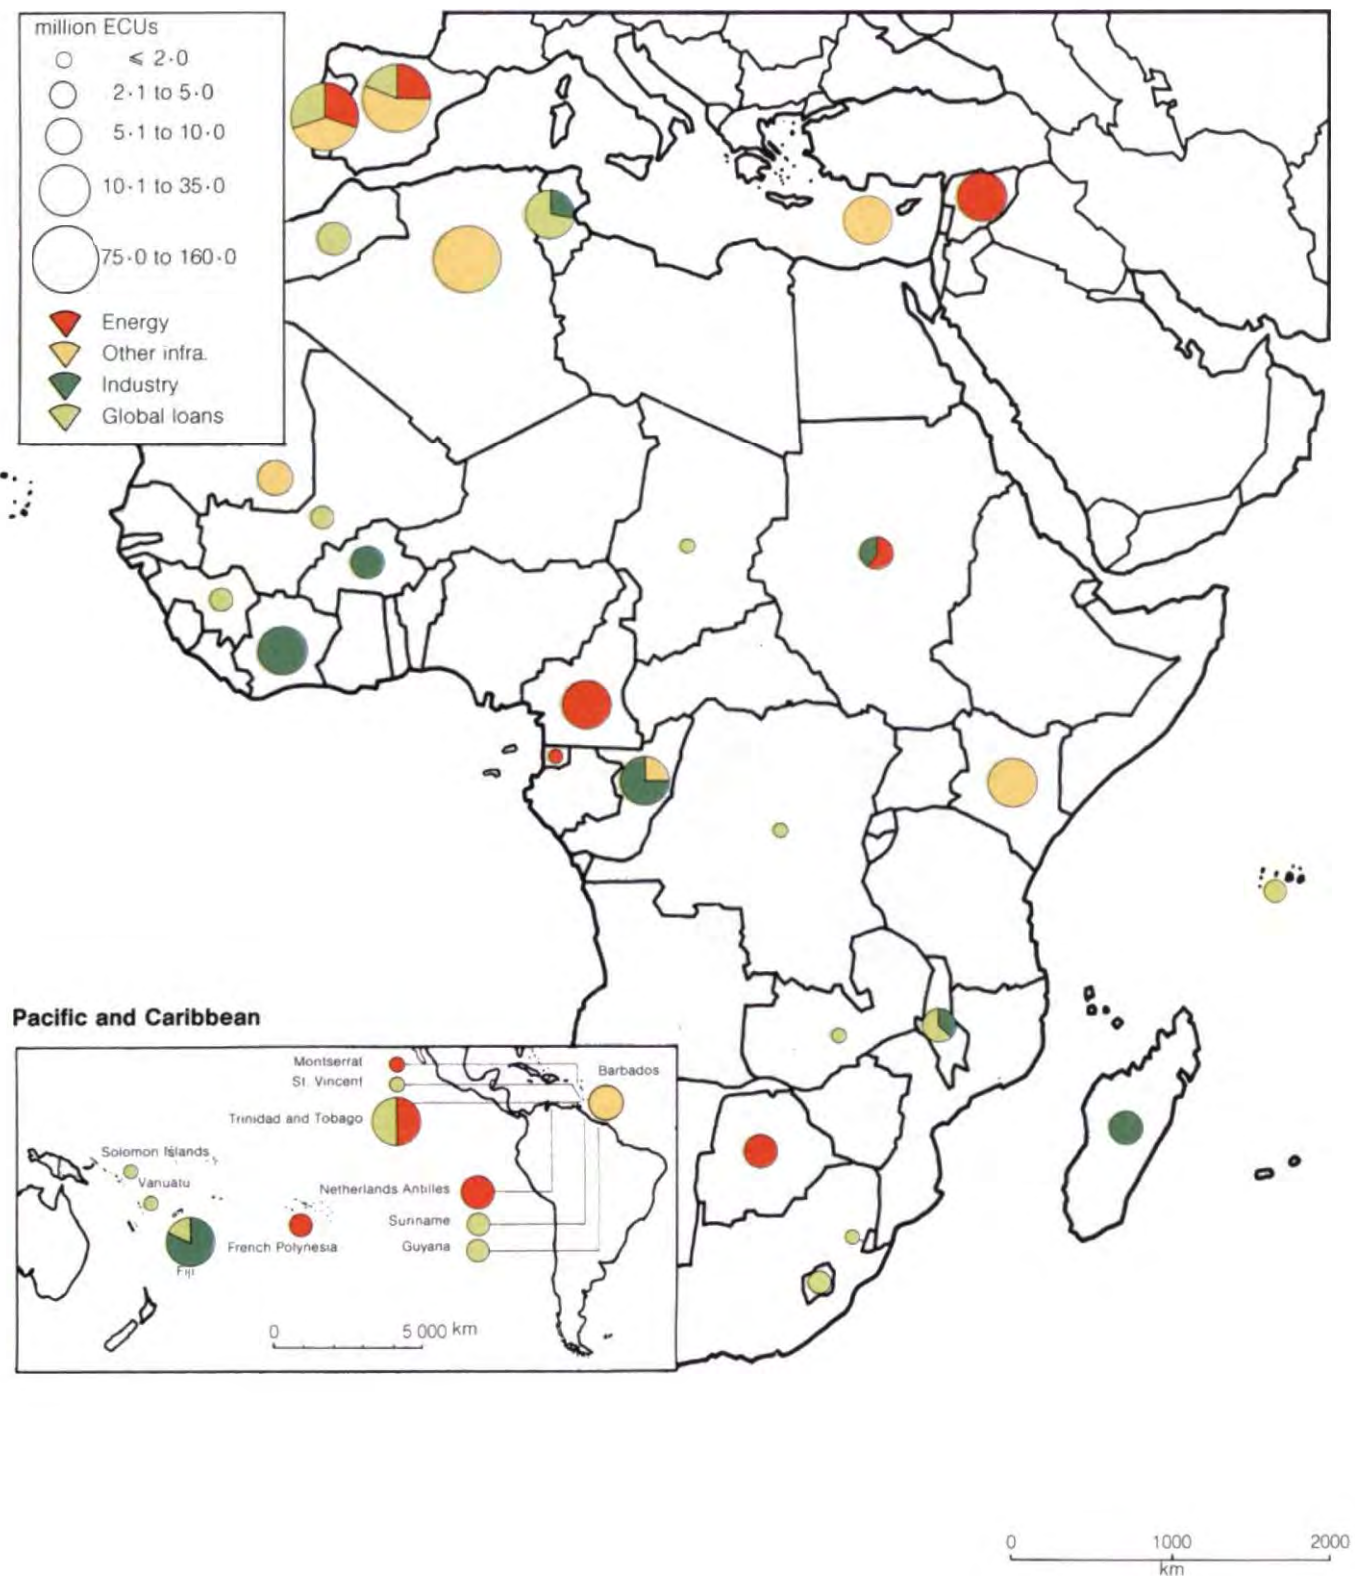 million ECUs
⩽ 2·0
2·1 to 5·0
5·1 to 10·0
10·1 to 35·0
75·0 to 160·0
Energy
Other infra.
Industry
Global loans
Pacific and Caribbean
Montserrat
St. Vincent
Barbados
Trinidad and Tobago
Solomon Islands
Vanuatu
Netherlands Antilles
Suriname
French Polynesia
Guyana
Fiji
0 5 000 km
0 1000 2000
km